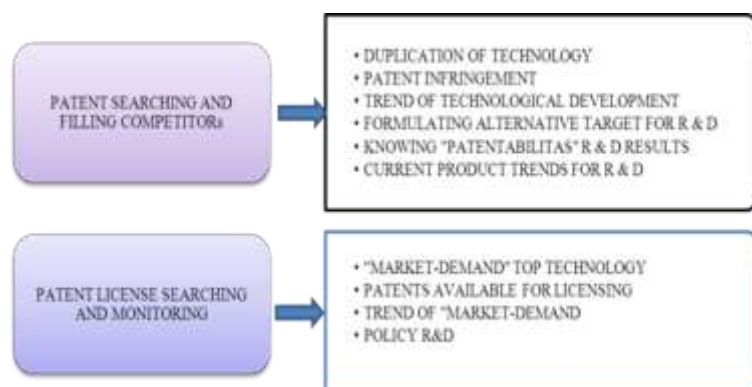 PATENT SEARCHING AND
FILLING COMPETITORs
• DUPLICATION OF TECHNOLOGY
• PATENT INFRINGEMENT
• TREND OF TECHNOLOGICAL DEVELOPMENT
• FORMULATING ALTERNATIVE TARGET FOR R & D
• KNOWING "PATENTABILITAS" R & D RESULTS
• CURRENT PRODUCT TRENDS FOR R & D
PATENT LICENSE SEARCHING
AND MONITORING
• "MARKET-DEMAND" TOP TECHNOLOGY
• PATENTS AVAILABLE FOR LICENSING
• TREND OF "MARKET-DEMAND
• POLICY R&D